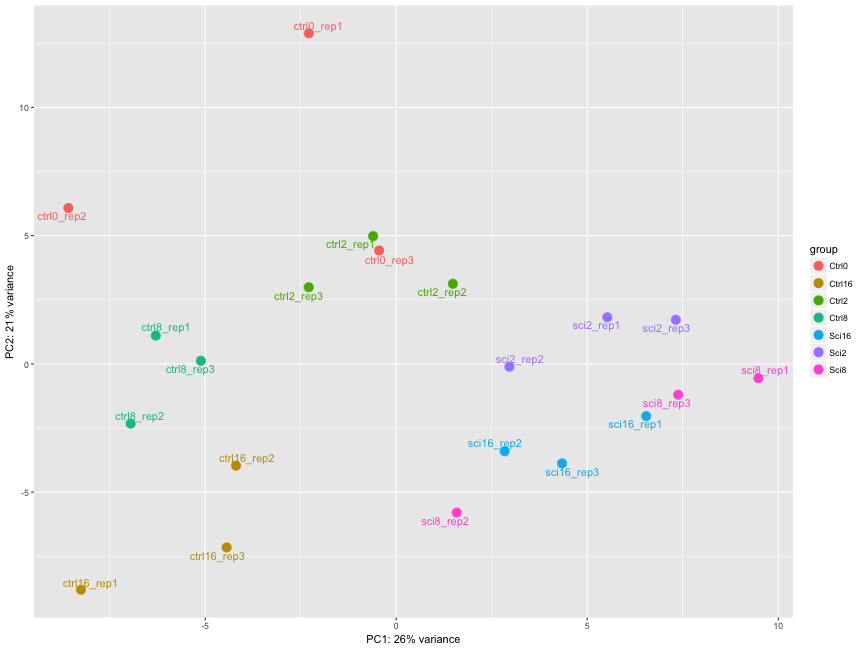 ctrl0_rep1
10
ctrl0_rep2
5
ctrl2_rep1
ctrl0_rep3
ctrl2_rep3
ctrl2_rep2
ctrl8_rep1
sci2_rep1
sci2_rep3
0
ctrl8_rep3
sci2_rep2
sci8_rep1
sci8_rep3
ctrl8_rep2
sci16_rep1
ctrl16_rep2
sci16_rep2
sci16_rep3
-5
sci8_rep2
ctrl16_rep3
ctrl16_rep1
-5
0
5
10
PC1: 26% variance
PC2: 21% variance
group
Ctrl0
Ctrl16
Ctrl2
Ctrl8
Sci16
Sci2
Sci8